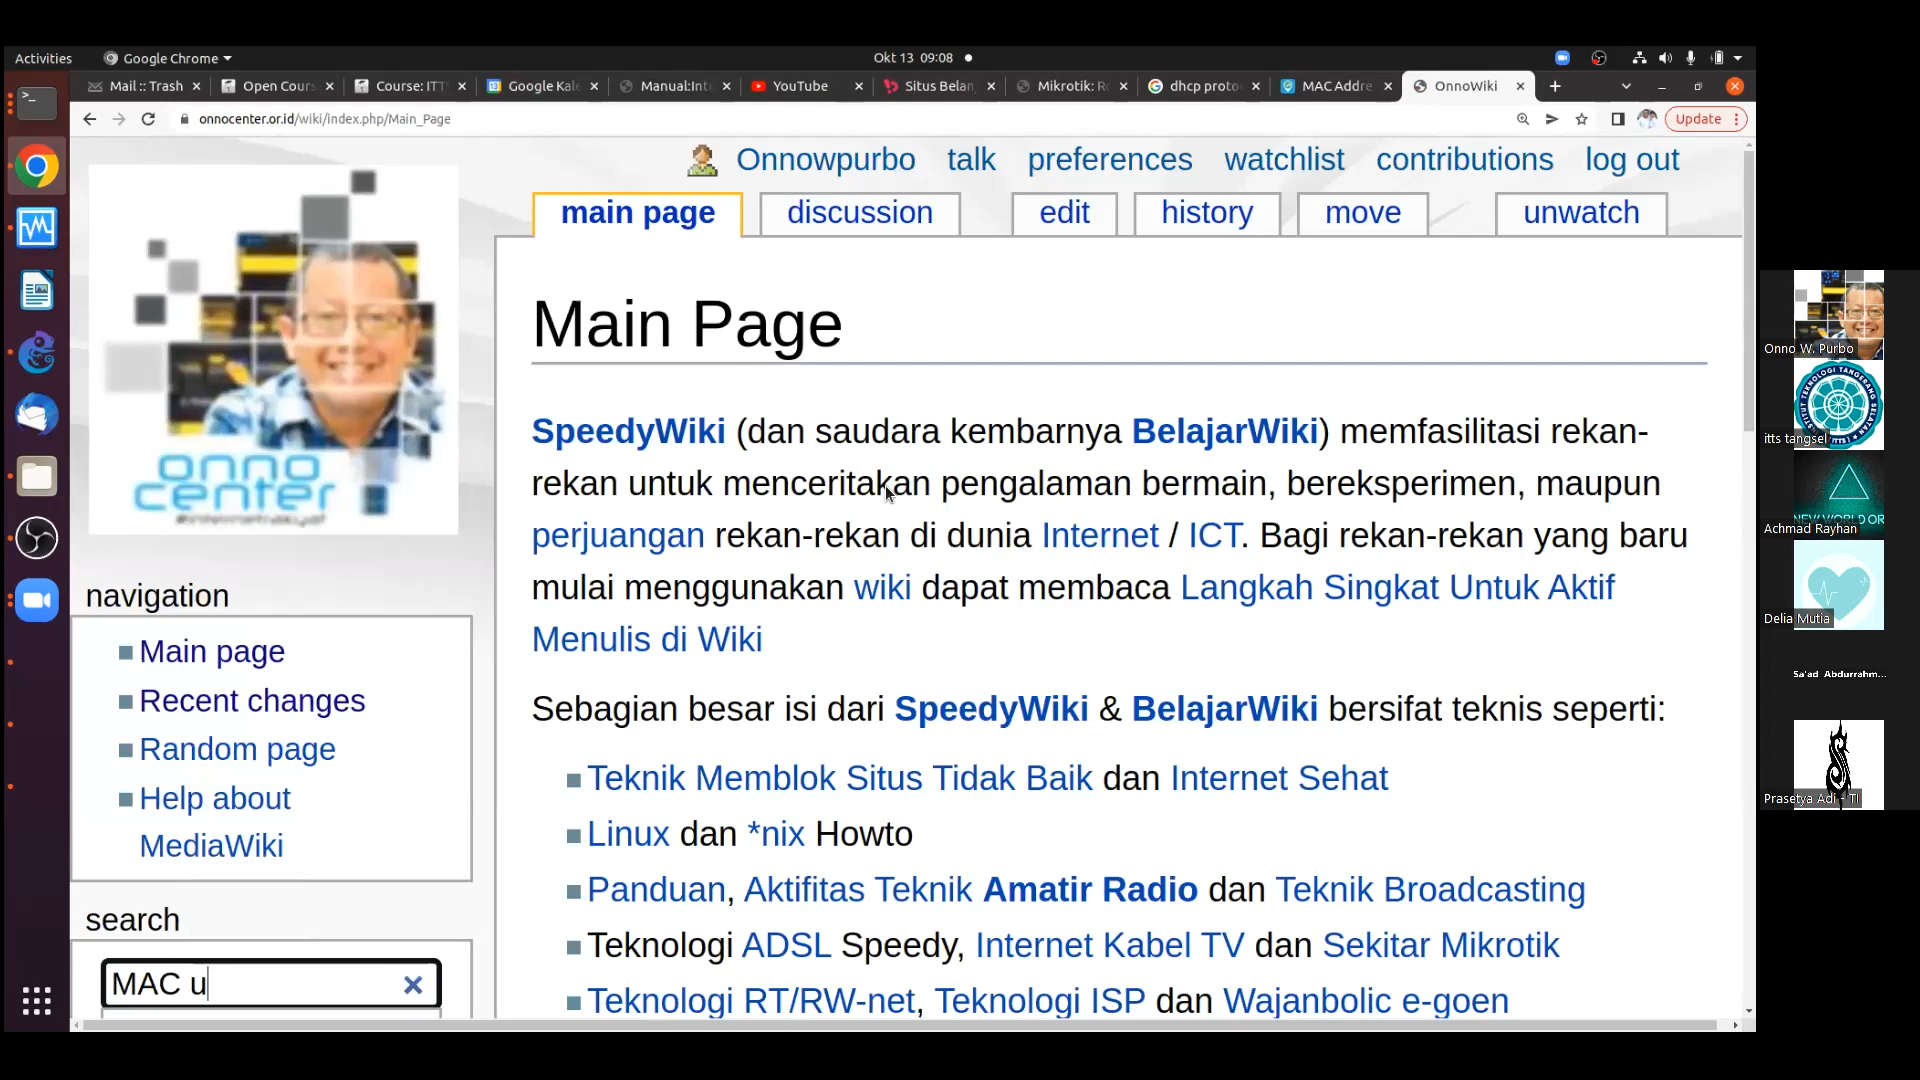 Activities
Google Chrome
Okt 13 09:08
Mail :: Trash
Open Cours
Course: ITT
Google Kale
Manual:Inte
YouTube
Situs Belan
Mikrotik: Ro
dhcp proto
MAC Addre
OnnoWiki
onnocenter.or.id/wiki/index.php/Main_Page
Update
Onnowpurbo talk preferences watchlist contributions log out
main page
discussion
edit
history
move
unwatch
onno
center
navigation
Main page
Recent changes
Random page
Help about
MediaWiki
search
MAC u
Main Page
SpeedyWiki (dan saudara kembarnya BelajarWiki) memfasilitasi rekan-
rekan untuk menceritakan pengalaman bermain, bereksperimen, maupun
perjuangan rekan-rekan di dunia Internet / ICT. Bagi rekan-rekan yang baru
mulai menggunakan wiki dapat membaca Langkah Singkat Untuk Aktif
Menulis di Wiki
Sebagian besar isi dari SpeedyWiki & BelajarWiki bersifat teknis seperti:
Teknik Memblok Situs Tidak Baik dan Internet Sehat
Linux dan *nix Howto
Panduan, Aktifitas Teknik Amatir Radio dan Teknik Broadcasting
Teknologi ADSL Speedy, Internet Kabel TV dan Sekitar Mikrotik
Teknologi RT/RW-net, Teknologi ISP dan Wajanbolic e-goen
Onno W. Purbo
itts tangsel
NEW WORLD OR
Achmad Rayhan
Delia Mutia
Sa'ad Abdurrahm...
Prasetya Adi - TI